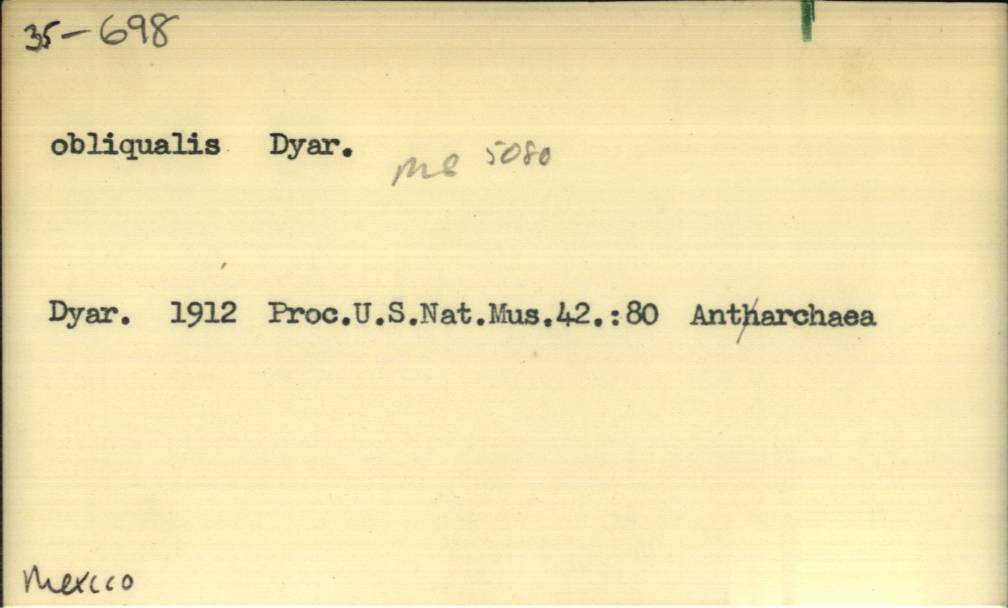 35-698
obliqualis Dyar.
ME 5080
Dyar. 1912 Proc.U.S.Nat.Mus.42.:80 Antharchaea
Mexico